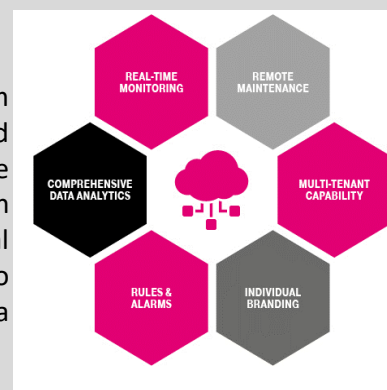 REAL-TIME
MONITORING
REMOTE
MAINTENANCE
COMPREHENSIVE
DATA ANALYTICS
MULTI-TENANT
CAPABILITY
RULES &
ALARMS
INDIVIDUAL
BRANDING